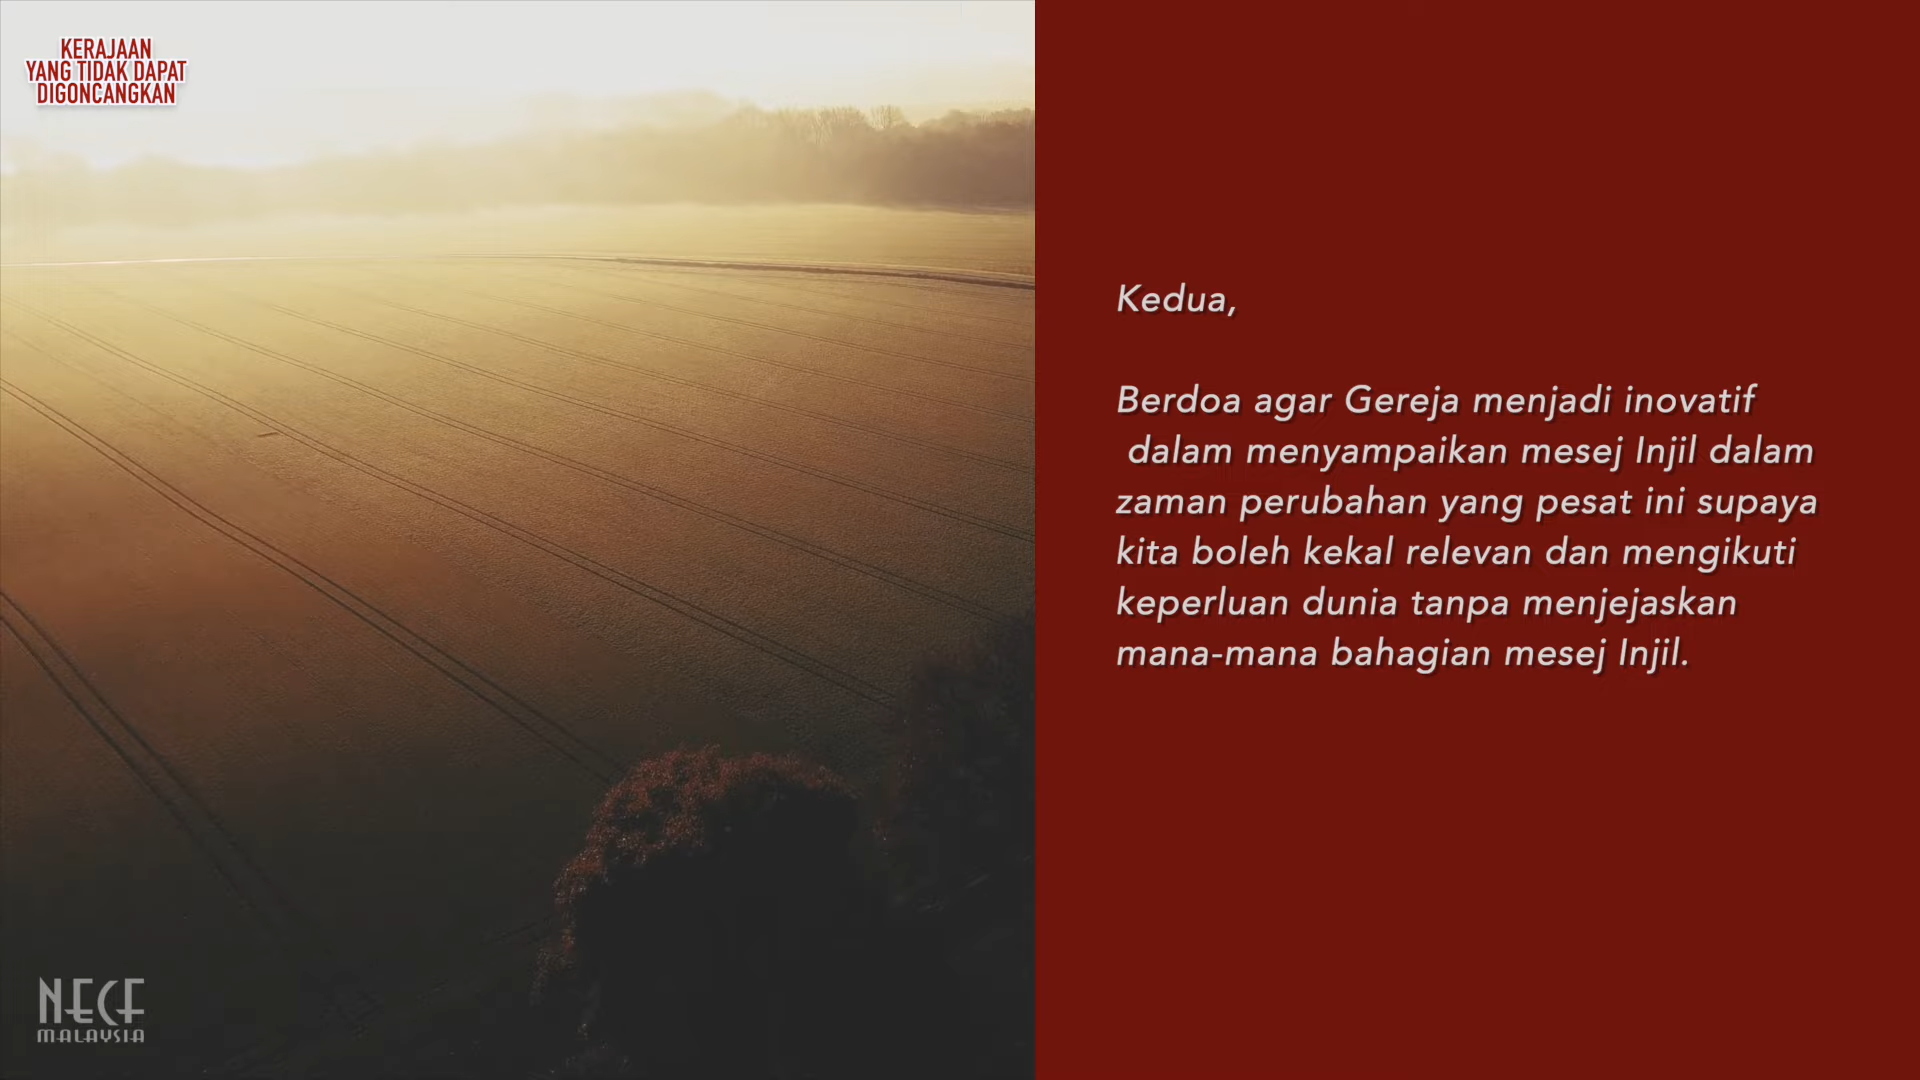 KERAJAAN
YANG TIDAK DAPAT
DIGONCANGKAN
Kedua,
Berdoa agar Gereja menjadi inovatif
dalam menyampaikan mesej Injil dalam
zaman perubahan yang pesat ini supaya
kita boleh kekal relevan dan mengikuti
keperluan dunia tanpa menjejaskan
mana-mana bahagian mesej Injil.
NECF
MALAYSIA